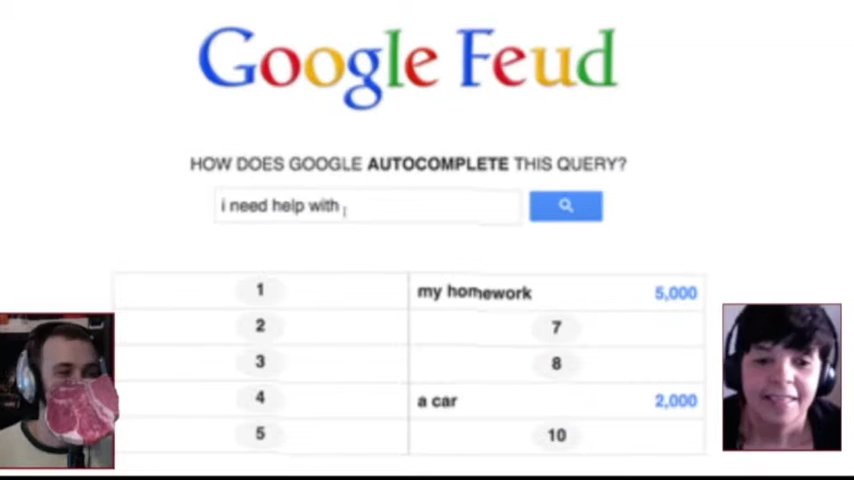 Google Feud
HOW DOES GOOGLE AUTOCOMPLETE THIS QUERY?
i need help with
1
my homework 5,000
2
7
3
8
4
a car 2,000
5
10